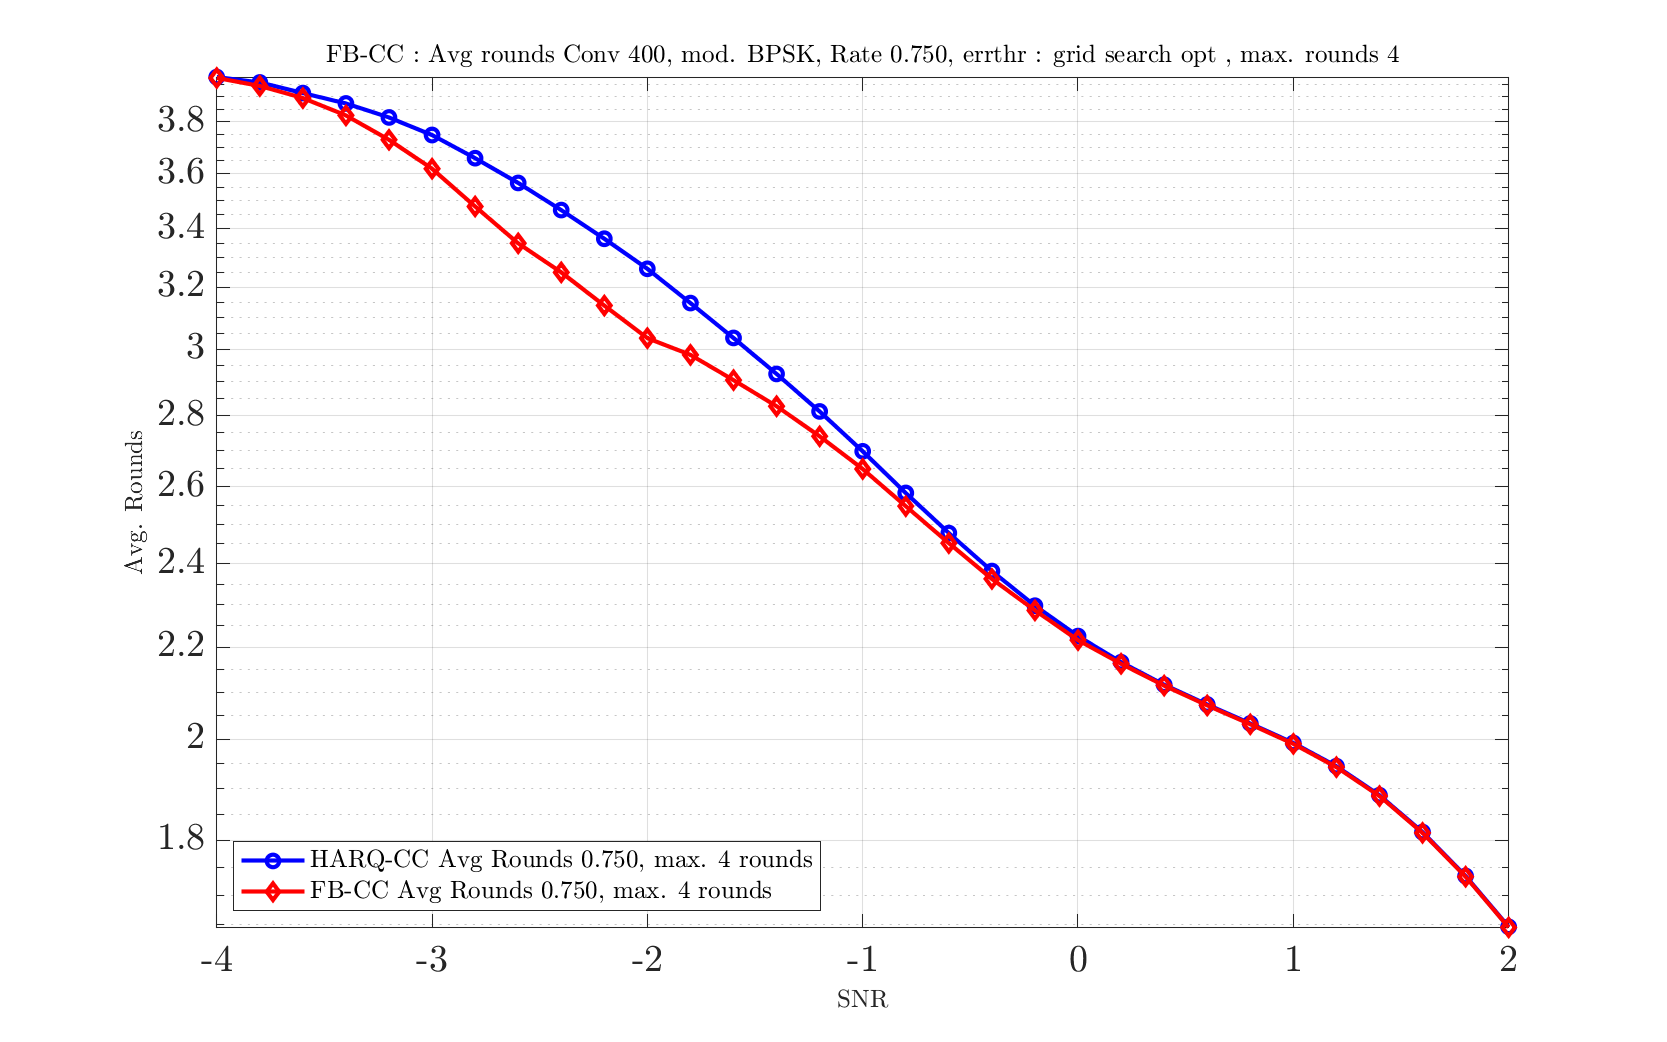 FB-CC : Avg rounds Conv 400, mod. BPSK, Rate 0.750, errthr : grid search opt , max. rounds 4
3.8
3.6
3.4
3.2
3
2.8
2.6
2.4
2.2
2
1.8
Avg. Rounds
HARQ-CC Avg Rounds 0.750, max. 4 rounds
FB-CC Avg Rounds 0.750, max. 4 rounds
-4 -3 -2 -1 0 1 2
SNR